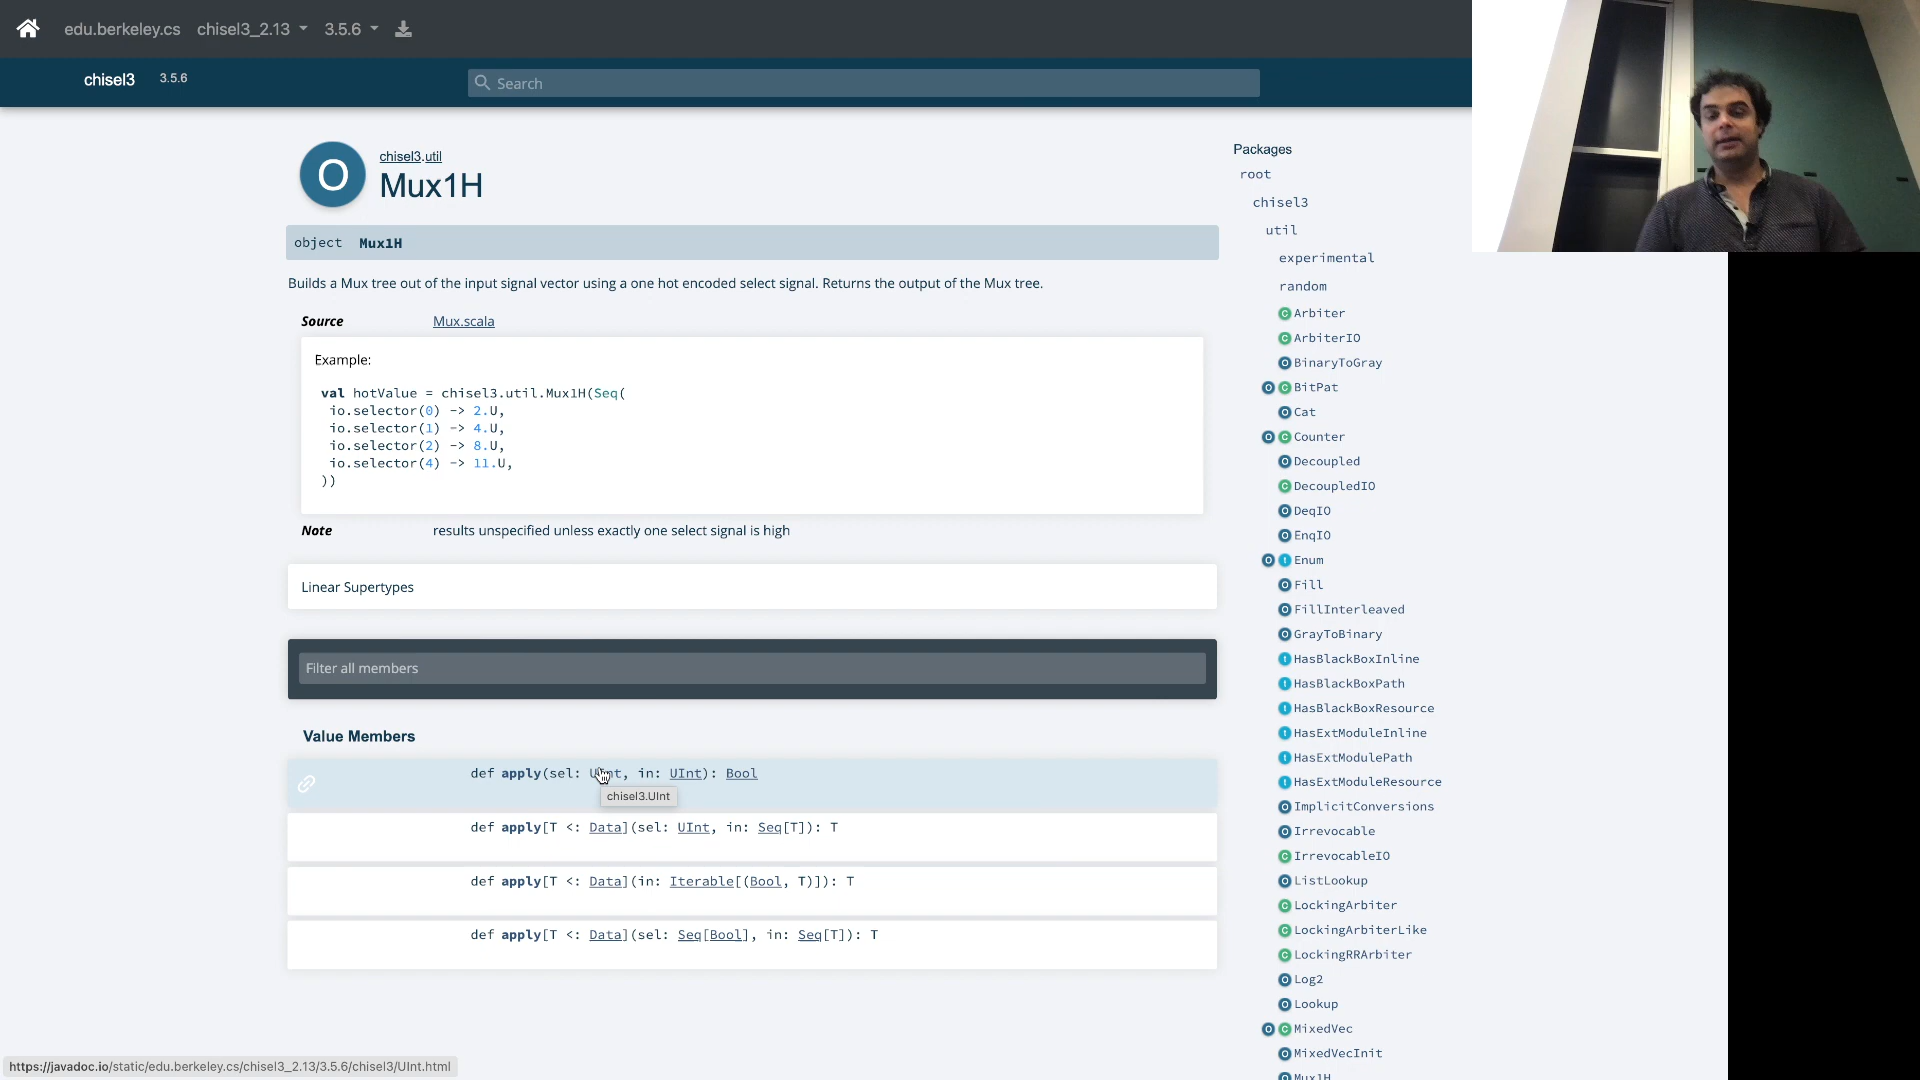 edu.berkeley.cs chisel3_2.13 3.5.6
chisel3 3.5.6
Search
O
chisel3.util
Mux1H
object Mux1H
Builds a Mux tree out of the input signal vector using a one hot encoded select signal. Returns the output of the Mux tree.
Source Mux.scala
Example:
val hotValue = chisel3.util.Mux1H(Seq(
io.selector(0) -> 2.U,
io.selector(1) -> 4.U,
io.selector(2) -> 8.U,
io.selector(4) -> 11.U,
))
Note results unspecified unless exactly one select signal is high
Linear Supertypes
Filter all members
Value Members
def apply(sel: UInt, in: UInt): Bool
chisel3.UInt
def apply[T <: Data](sel: UInt, in: Seq[T]): T
def apply[T <: Data](in: Iterable[(Bool, T)]): T
def apply[T <: Data](sel: Seq[Bool], in: Seq[T]): T
Packages
root
chisel3
util
experimental
random
C Arbiter
C ArbiterIO
O BinaryToGray
O C BitPat
O Cat
O C Counter
O Decoupled
C DecoupledIO
O DeqIO
O EnqIO
O t Enum
O Fill
O FillInterleaved
O GrayToBinary
t HasBlackBoxInline
t HasBlackBoxPath
t HasBlackBoxResource
t HasExtModuleInline
t HasExtModulePath
t HasExtModuleResource
O ImplicitConversions
O Irrevocable
C IrrevocableIO
O ListLookup
C LockingArbiter
C LockingArbiterLike
C LockingRRArbiter
O Log2
O Lookup
O C MixedVec
O MixedVecInit
O Mux1H
https://javadoc.io/static/edu.berkeley.cs/chisel3_2.13/3.5.6/chisel3/UInt.html